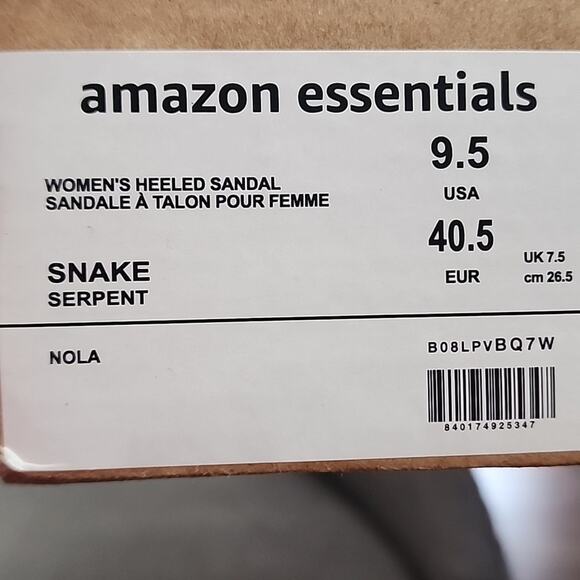 amazon essentials
WOMEN'S HEELED SANDAL
SANDALE À TALON POUR FEMME
9.5
USA
40.5
EUR
UK 7.5
cm 26.5
SNAKE
SERPENT
NOLA
B08LPVBQ7W
840174925347